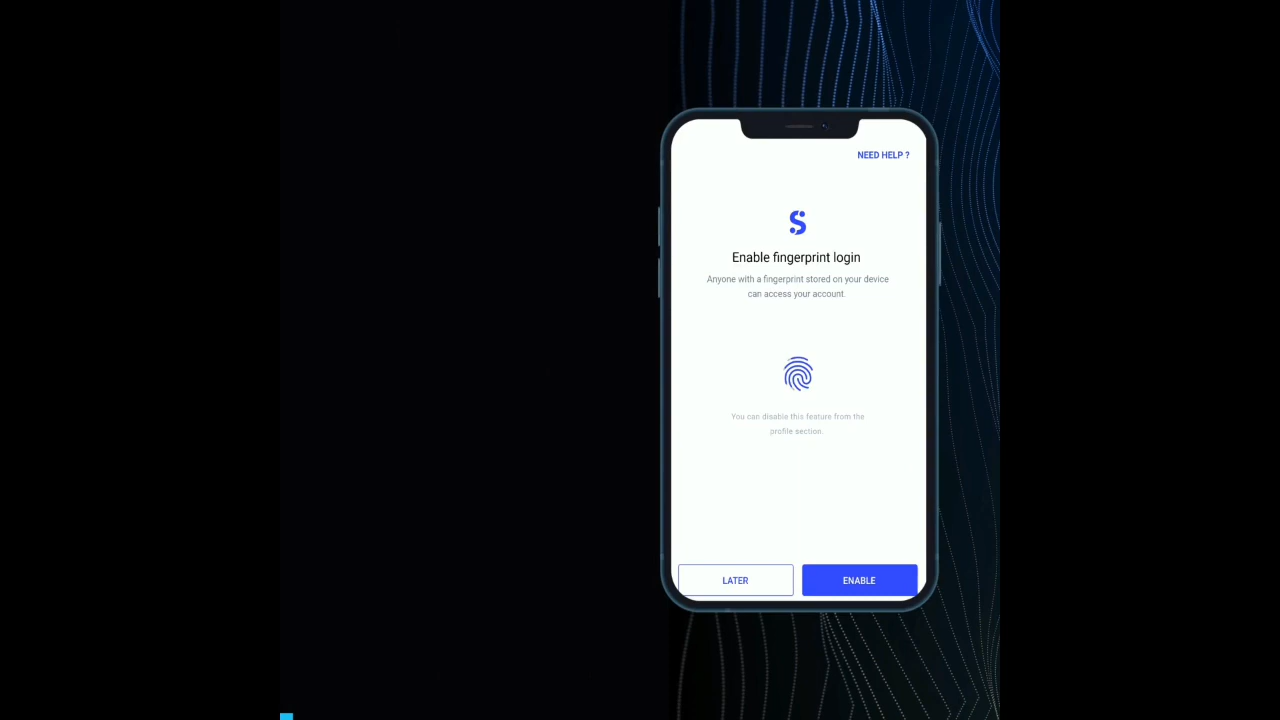 NEED HELP ?
S
Enable fingerprint login
Anyone with a fingerprint stored on your device
can access your account.
You can disable this feature from the
profile section.
LATER
ENABLE